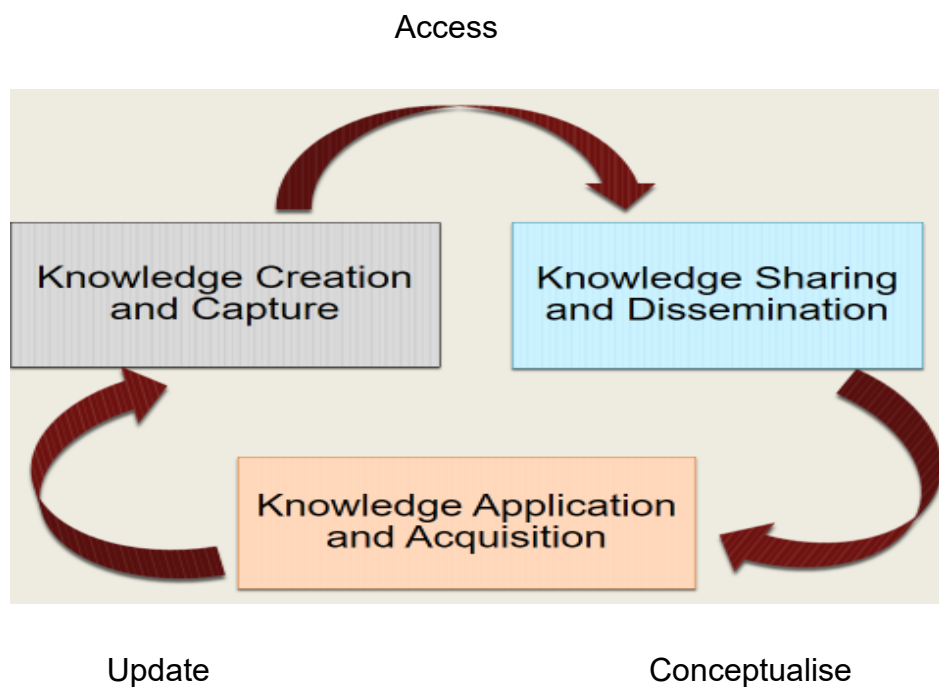 Access
Knowledge Creation
and Capture
Knowledge Sharing
and Dissemination
Knowledge Application
and Acquisition
Update
Conceptualise